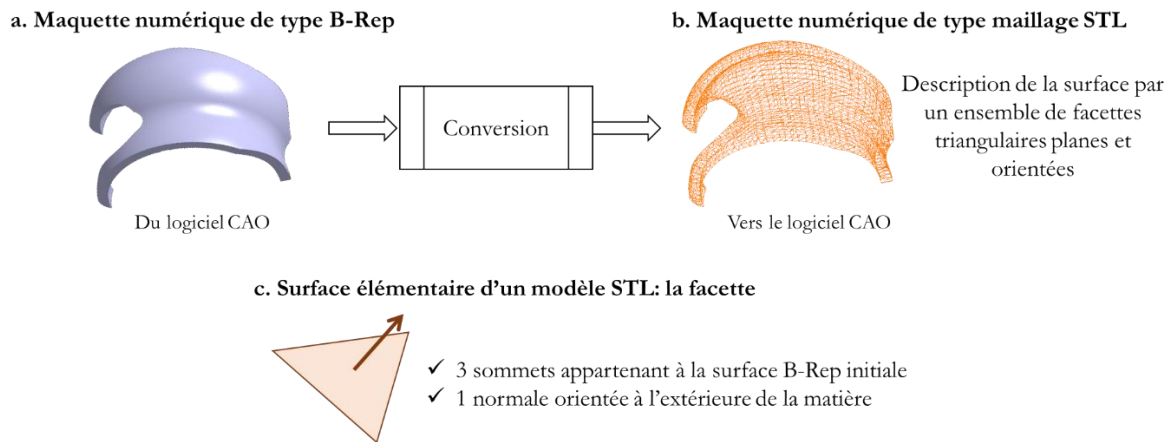 a. Maquette numérique de type B-Rep
b. Maquette numérique de type maillage STL
Conversion
Description de la surface par
un ensemble de facettes
triangulaires planes et
orientées
Du logiciel CAO
Vers le logiciel CAO
c. Surface élémentaire d'un modèle STL: la facette
✓ 3 sommets appartenant à la surface B-Rep initiale
✓ 1 normale orientée à l'extérieure de la matière